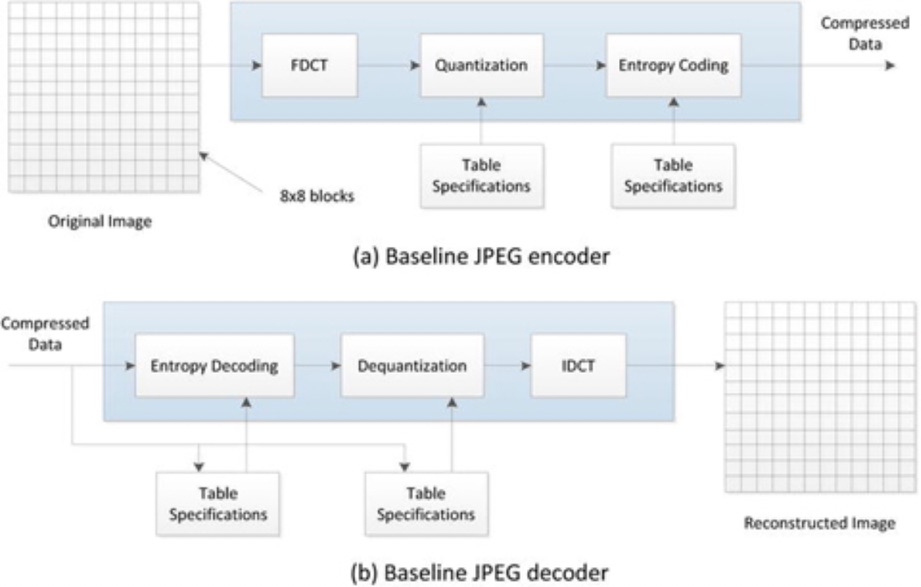 Compressed
Data
FDCT
Quantization
Entropy Coding
Table
Specifications
Table
Specifications
8x8 blocks
Original Image
(a) Baseline JPEG encoder
Compressed
Data
Entropy Decoding
Dequantization
IDCT
Table
Specifications
Table
Specifications
Reconstructed Image
(b) Baseline JPEG decoder